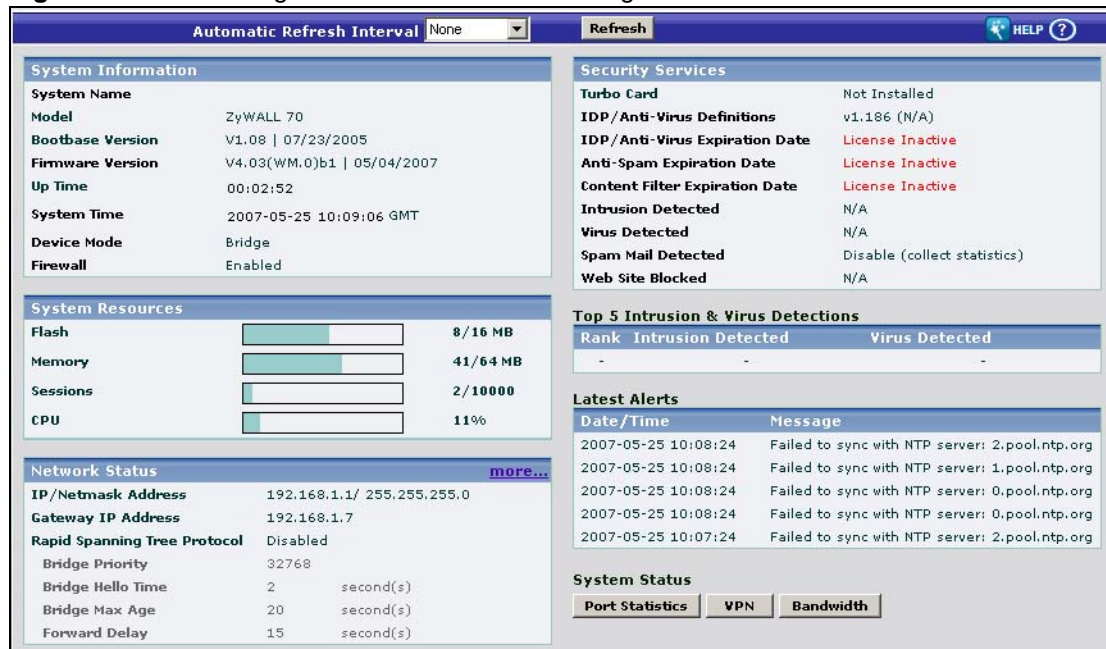 Automatic Refresh Interval None Refresh HELP ?
System Information
System Name
Model ZyWALL 70
Bootbase Version V1.08 | 07/23/2005
Firmware Version V4.03(WM.0)b1 | 05/04/2007
Up Time 00:02:52
System Time 2007-05-25 10:09:06 GMT
Device Mode Bridge
Firewall Enabled
System Resources
Flash 8/16 MB
Memory 41/64 MB
Sessions 2/10000
CPU 11%
Network Status more...
IP/Netmask Address 192.168.1.1/ 255.255.255.0
Gateway IP Address 192.168.1.7
Rapid Spanning Tree Protocol Disabled
Bridge Priority 32768
Bridge Hello Time 2 second(s)
Bridge Max Age 20 second(s)
Forward Delay 15 second(s)
Security Services
Turbo Card Not Installed
IDP/Anti-Virus Definitions v1.186 (N/A)
IDP/Anti-Virus Expiration Date License Inactive
Anti-Spam Expiration Date License Inactive
Content Filter Expiration Date License Inactive
Intrusion Detected N/A
Virus Detected N/A
Spam Mail Detected Disable (collect statistics)
Web Site Blocked N/A
Top 5 Intrusion & Virus Detections
Rank Intrusion Detected Virus Detected
- - -
Latest Alerts
Date/Time Message
2007-05-25 10:08:24 Failed to sync with NTP server: 2.pool.ntp.org
2007-05-25 10:08:24 Failed to sync with NTP server: 1.pool.ntp.org
2007-05-25 10:08:24 Failed to sync with NTP server: 0.pool.ntp.org
2007-05-25 10:08:24 Failed to sync with NTP server: 0.pool.ntp.org
2007-05-25 10:07:24 Failed to sync with NTP server: 2.pool.ntp.org
System Status
Port Statistics VPN Bandwidth